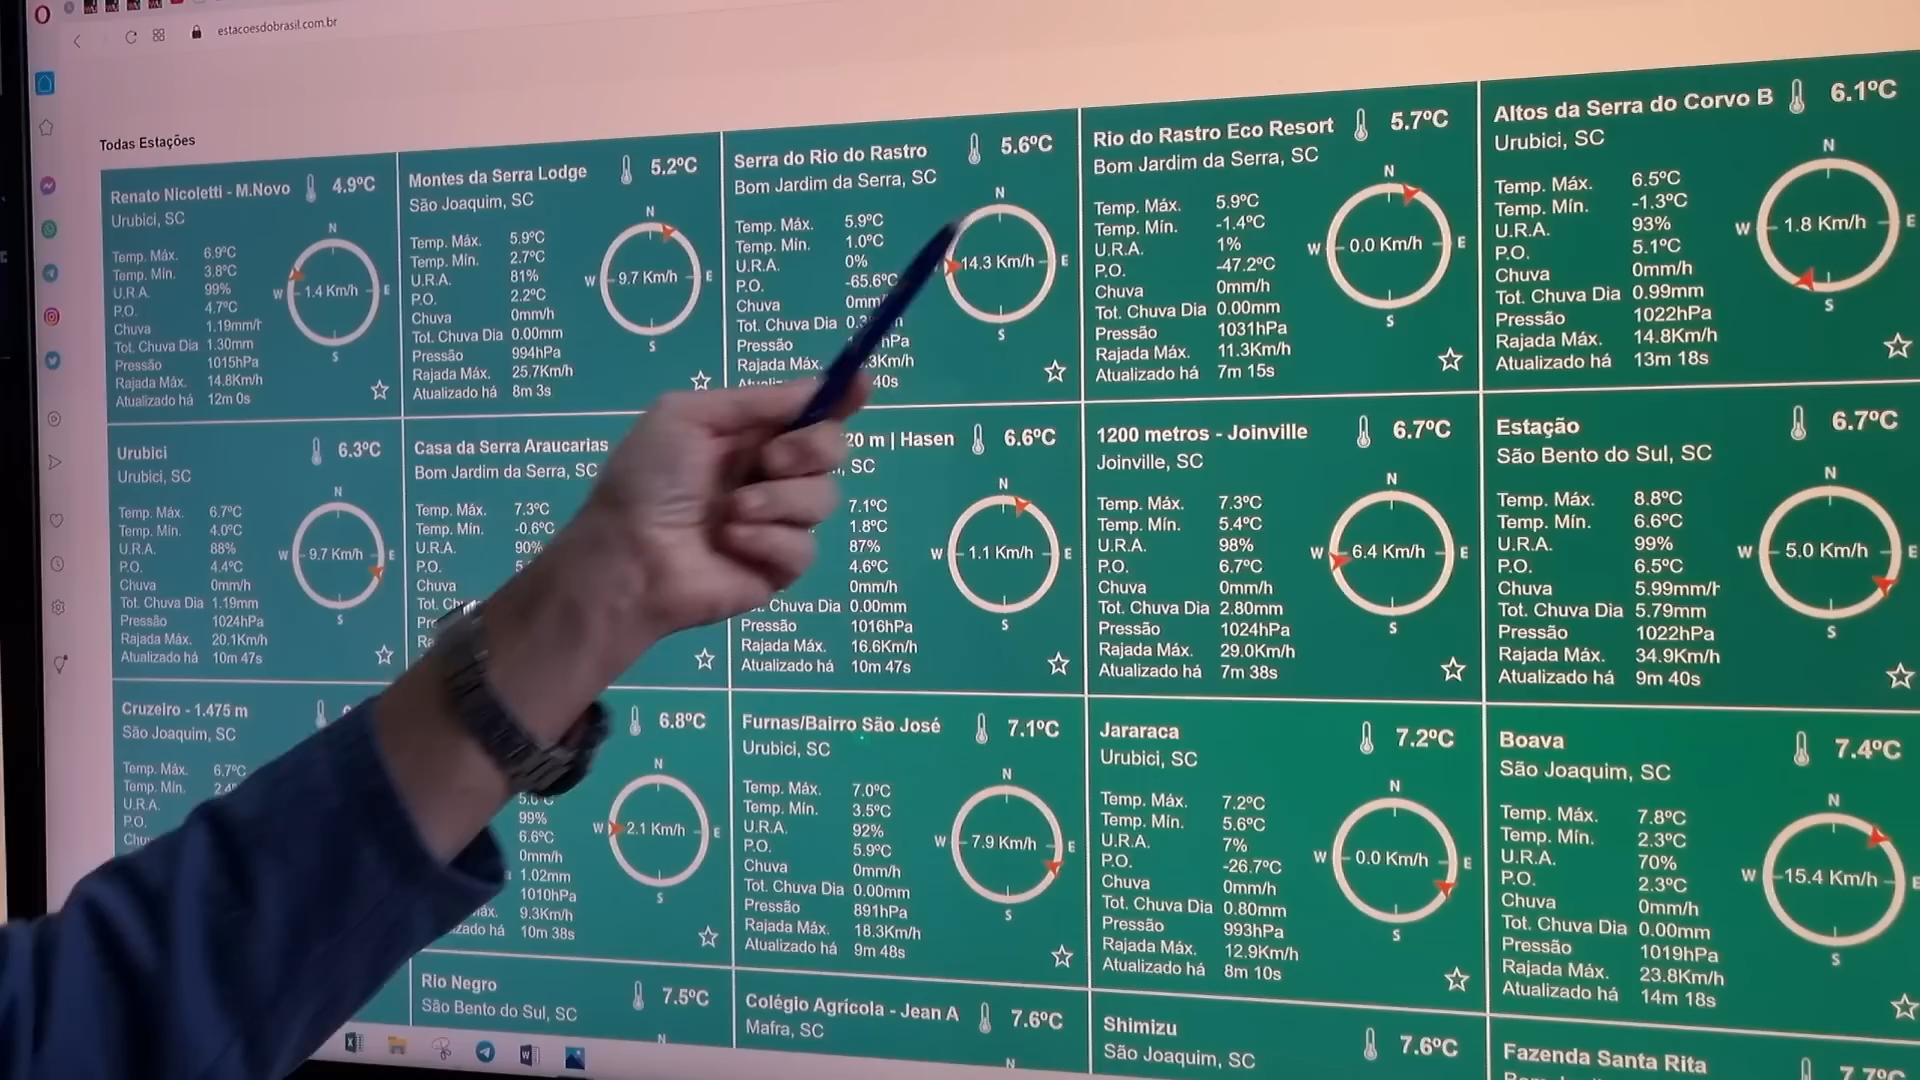 estacoesdobrasil.com.br
Todas Estações
Renato Nicoletti - M.Novo 4.9ºC
Urubici, SC
Temp. Máx. 6.9ºC
Temp. Mín. 3.8ºC
U.R.A. 99%
P.O. 4.7ºC
Chuva 1.19mm/h
Tot. Chuva Dia 1.30mm
Pressão 1015hPa
Rajada Máx. 14.8Km/h
Atualizado há 12m 0s
N
W 1.4 Km/h E
S
Montes da Serra Lodge 5.2ºC
São Joaquim, SC
Temp. Máx. 5.9ºC
Temp. Mín. 2.7ºC
U.R.A. 81%
P.O. 2.2ºC
Chuva 0mm/h
Tot. Chuva Dia 0.00mm
Pressão 994hPa
Rajada Máx. 25.7Km/h
Atualizado há 8m 3s
N
W 9.7 Km/h E
S
Serra do Rio do Rastro 5.6ºC
Bom Jardim da Serra, SC
Temp. Máx. 5.9ºC
Temp. Mín. 1.0ºC
U.R.A. 0%
P.O. -65.6ºC
Chuva 0mm/
Tot. Chuva Dia
Pressão hPa
Rajada Máx. 3Km/h
40s
N
14.3 Km/h E
S
Rio do Rastro Eco Resort 5.7ºC
Bom Jardim da Serra, SC
Temp. Máx. 5.9ºC
Temp. Mín. -1.4ºC
U.R.A. 1%
P.O. -47.2ºC
Chuva 0mm/h
Tot. Chuva Dia 0.00mm
Pressão 1031hPa
Rajada Máx. 11.3Km/h
Atualizado há 7m 15s
N
W 0.0 Km/h E
S
Altos da Serra do Corvo B 6.1ºC
Urubici, SC
Temp. Máx. 6.5ºC
Temp. Mín. -1.3ºC
U.R.A. 93%
P.O. 5.1ºC
Chuva 0mm/h
Tot. Chuva Dia 0.99mm
Pressão 1022hPa
Rajada Máx. 14.8Km/h
Atualizado há 13m 18s
N
W 1.8 Km/h E
S
Urubici 6.3ºC
Urubici, SC
Temp. Máx. 6.7ºC
Temp. Mín. 4.0ºC
U.R.A. 88%
P.O. 4.4ºC
Chuva 0mm/h
Tot. Chuva Dia 1.19mm
Pressão 1024hPa
Rajada Máx. 20.1Km/h
Atualizado há 10m 47s
N
W 9.7 Km/h E
S
Casa da Serra Araucarias
Bom Jardim da Serra, SC
Temp. Máx. 7.3ºC
Temp. Mín. -0.6ºC
U.R.A. 90%
P.O.
Chuva
Tot.
20 m | Hasen 6.6ºC
SC
7.1ºC
1.8ºC
87%
4.6ºC
0mm/h
Chuva Dia 0.00mm
Pressão 1016hPa
Rajada Máx. 16.6Km/h
Atualizado há 10m 47s
N
W 1.1 Km/h E
S
1200 metros - Joinville 6.7ºC
Joinville, SC
Temp. Máx. 7.3ºC
Temp. Mín. 5.4ºC
U.R.A. 98%
P.O. 6.7ºC
Chuva 0mm/h
Tot. Chuva Dia 2.80mm
Pressão 1024hPa
Rajada Máx. 29.0Km/h
Atualizado há 7m 38s
N
W 6.4 Km/h E
S
Estação 6.7ºC
São Bento do Sul, SC
Temp. Máx. 8.8ºC
Temp. Mín. 6.6ºC
U.R.A. 99%
P.O. 6.5ºC
Chuva 5.99mm/h
Tot. Chuva Dia 5.79mm
Pressão 1022hPa
Rajada Máx. 34.9Km/h
Atualizado há 9m 40s
N
W 5.0 Km/h E
S
Cruzeiro - 1.475 m
São Joaquim, SC
Temp. Máx. 6.7ºC
Temp. Mín.
U.R.A.
P.O.
6.8ºC
5.6ºC
99%
6.6ºC
0mm/h
1.02mm
1010hPa
9.3Km/h
10m 38s
N
W 2.1 Km/h E
S
Furnas/Bairro São José 7.1ºC
Urubici, SC
Temp. Máx. 7.0ºC
Temp. Mín. 3.5ºC
U.R.A. 92%
P.O. 5.9ºC
Chuva 0mm/h
Tot. Chuva Dia 0.00mm
Pressão 891hPa
Rajada Máx. 18.3Km/h
Atualizado há 9m 48s
N
W 7.9 Km/h E
S
Jararaca 7.2ºC
Urubici, SC
Temp. Máx. 7.2ºC
Temp. Mín. 5.6ºC
U.R.A. 7%
P.O. -26.7ºC
Chuva 0mm/h
Tot. Chuva Dia 0.80mm
Pressão 993hPa
Rajada Máx. 12.9Km/h
Atualizado há 8m 10s
N
W 0.0 Km/h E
S
Boava 7.4ºC
São Joaquim, SC
Temp. Máx. 7.8ºC
Temp. Mín. 2.3ºC
U.R.A. 70%
P.O. 2.3ºC
Chuva 0mm/h
Tot. Chuva Dia 0.00mm
Pressão 1019hPa
Rajada Máx. 23.8Km/h
Atualizado há 14m 18s
N
W 15.4 Km/h E
S
Rio Negro 7.5ºC
São Bento do Sul, SC
N
Colégio Agrícola - Jean A 7.6ºC
Mafra, SC
N
Shimizu 7.6ºC
São Joaquim, SC
Fazenda Santa Rita 7.7ºC